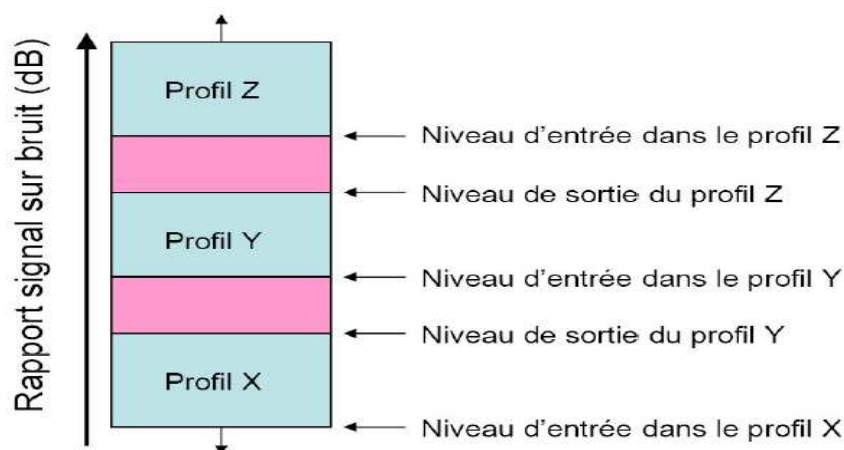 Rapport signal sur bruit (dB)
Profil Z
Niveau d'entrée dans le profil Z
Niveau de sortie du profil Z
Profil Y
Niveau d'entrée dans le profil Y
Niveau de sortie du profil Y
Profil X
Niveau d'entrée dans le profil X